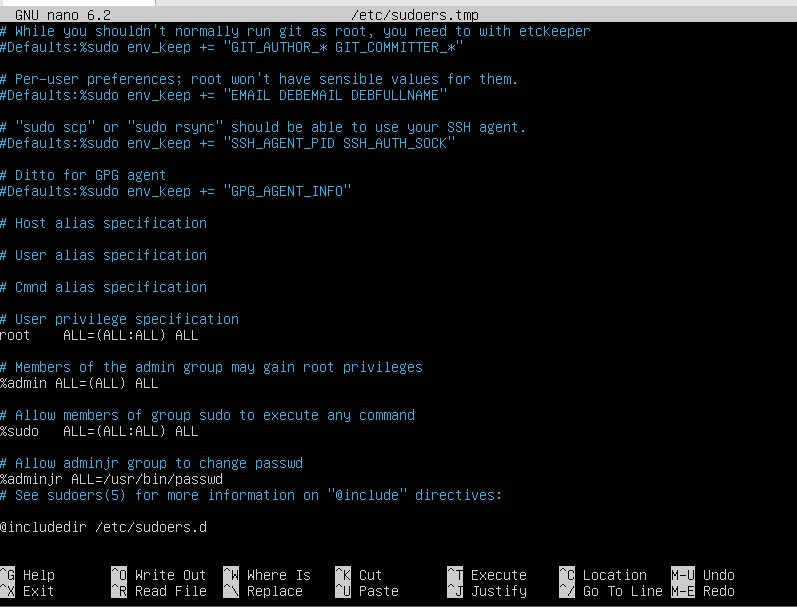 GNU nano 6.2 /etc/sudoers.tmp
# While you shouldn't normally run git as root, you need to with etckeeper
#Defaults:%sudo env_keep += "GIT_AUTHOR_* GIT_COMMITTER_*"
# Per-user preferences; root won't have sensible values for them.
#Defaults:%sudo env_keep += "EMAIL DEBEMAIL DEBFULLNAME"
# "sudo scp" or "sudo rsync" should be able to use your SSH agent.
#Defaults:%sudo env_keep += "SSH_AGENT_PID SSH_AUTH_SOCK"
# Ditto for GPG agent
#Defaults:%sudo env_keep += "GPG_AGENT_INFO"
# Host alias specification
# User alias specification
# Cmnd alias specification
# User privilege specification
root ALL=(ALL:ALL) ALL
# Members of the admin group may gain root privileges
%admin ALL=(ALL) ALL
# Allow members of group sudo to execute any command
%sudo ALL=(ALL:ALL) ALL
# Allow adminjr group to change passwd
%adminjr ALL=/usr/bin/passwd
# See sudoers(5) for more information on "@include" directives:
@includedir /etc/sudoers.d
^G Help ^O Write Out ^W Where Is ^K Cut ^T Execute ^C Location M-U Undo
^X Exit ^R Read File ^\ Replace ^U Paste ^J Justify ^/ Go To Line M-E Redo